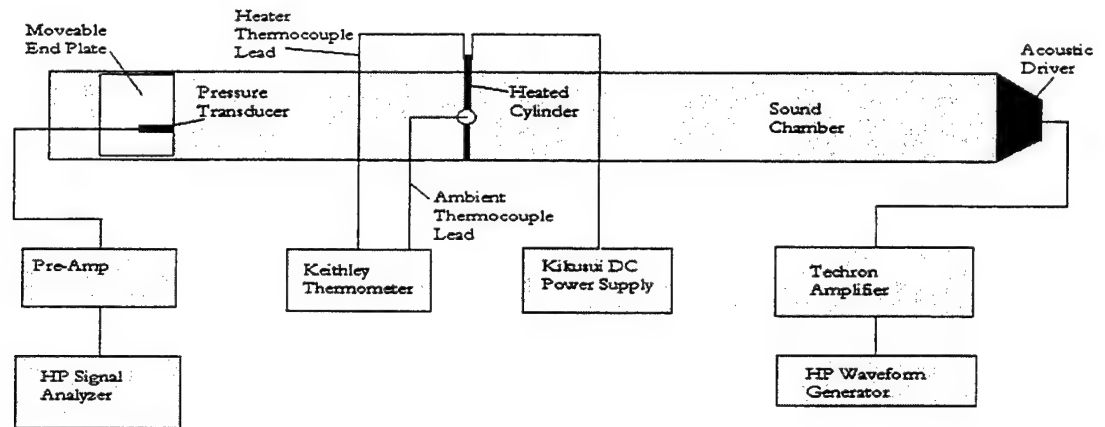 Heater
Thermocouple
Lead
Moveable
End Plate
Acoustic
Driver
Pressure
Transducer
Heated
Cylinder
Sound
Chamber
Ambient
Thermocouple
Lead
Pre-Amp
Keithley
Thermometer
Kikusui DC
Power Supply
Techron
Amplifier
HP Signal
Analyzer
HP Waveform
Generator